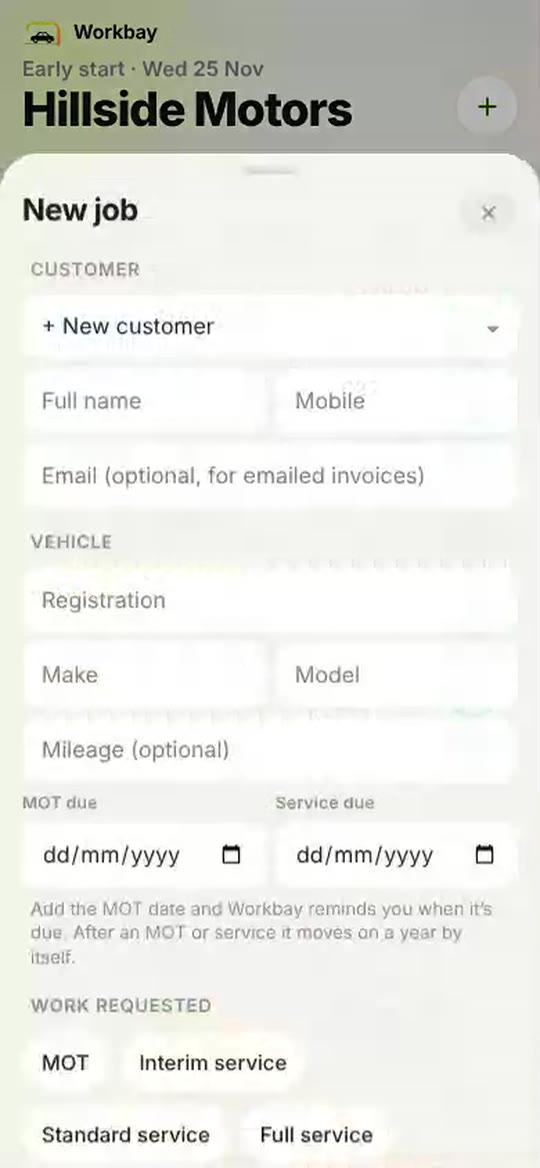 Workbay
Early start · Wed 25 Nov
Hillside Motors
+
New job
×
CUSTOMER
+ New customer
Full name
Mobile
Email (optional, for emailed invoices)
VEHICLE
Registration
Make
Model
Mileage (optional)
MOT due
Service due
dd/mm/yyyy
dd/mm/yyyy
Add the MOT date and Workbay reminds you when it's
due. After an MOT or service it moves on a year by
itself.
WORK REQUESTED
MOT
Interim service
Standard service
Full service